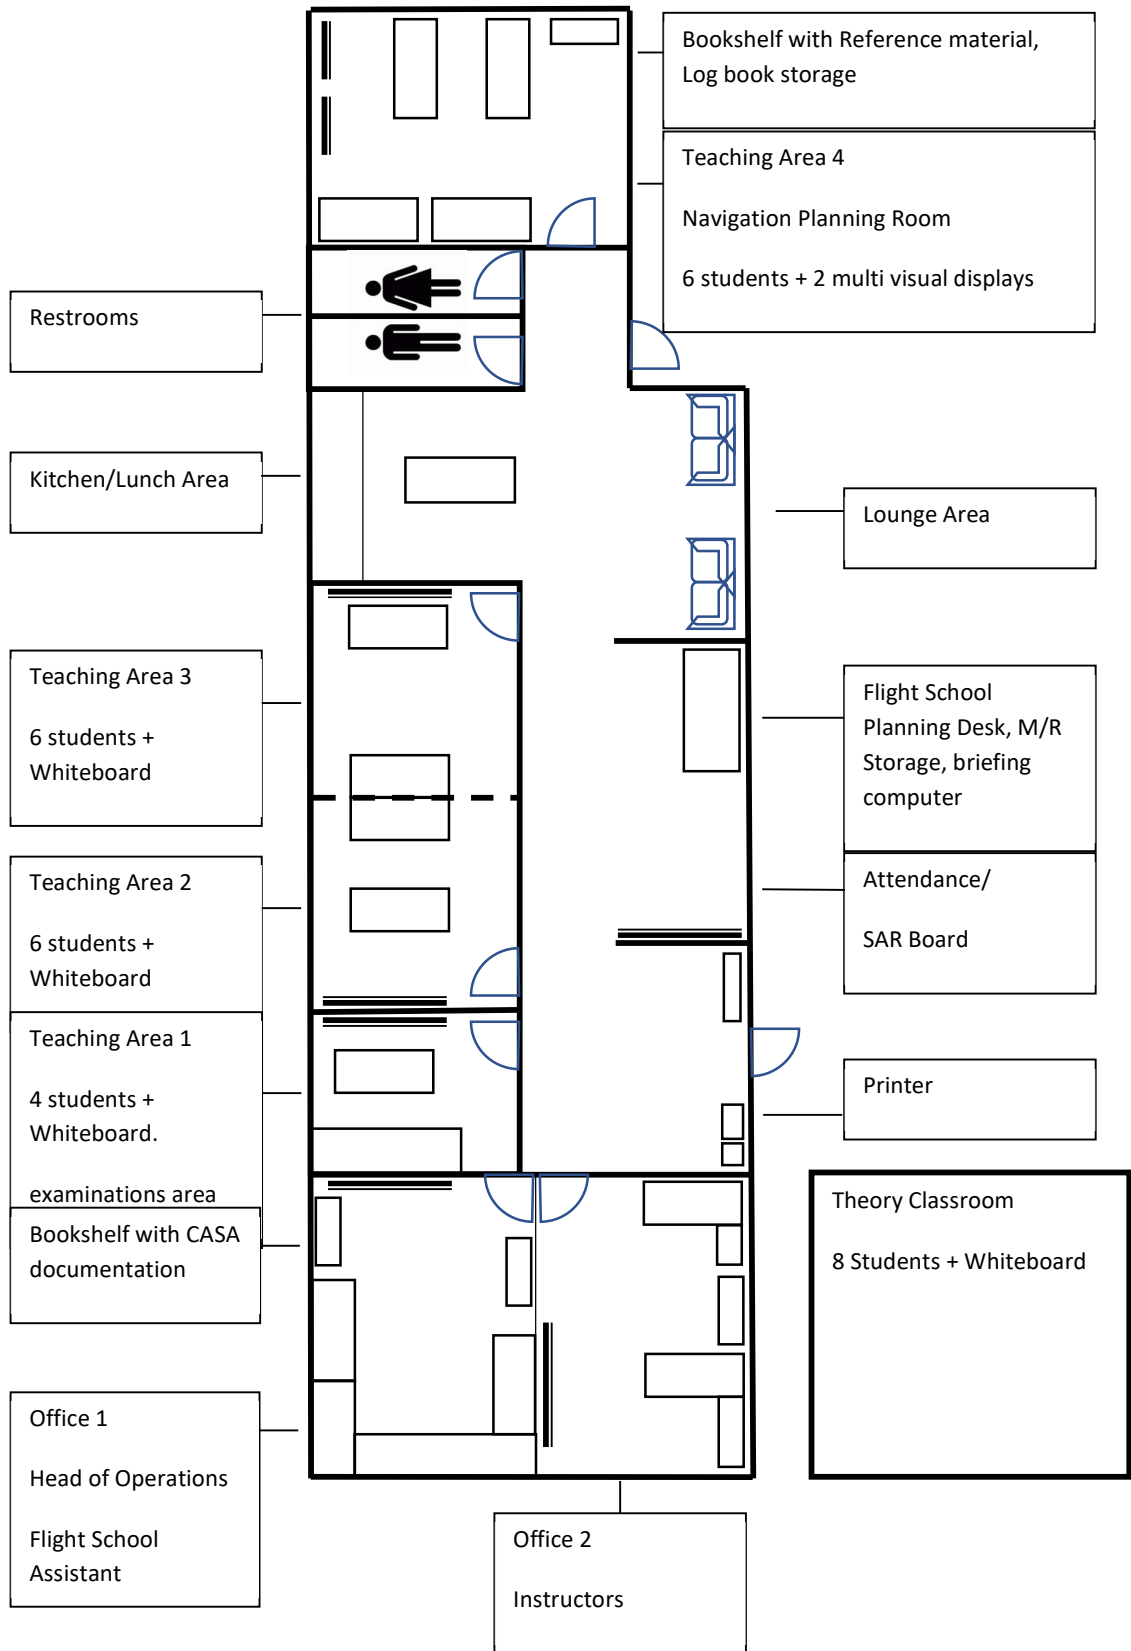 Bookshelf with Reference material,
Log book storage
Teaching Area 4
Navigation Planning Room
6 students + 2 multi visual displays
Restrooms
Kitchen/Lunch Area
Lounge Area
Teaching Area 3
6 students +
Whiteboard
Flight School
Planning Desk, M/R
Storage, briefing
computer
Teaching Area 2
6 students +
Whiteboard
Attendance/
SAR Board
Teaching Area 1
4 students +
Whiteboard.
examinations area
Printer
Bookshelf with CASA
documentation
Theory Classroom
8 Students + Whiteboard
Office 1
Head of Operations
Flight School
Assistant
Office 2
Instructors